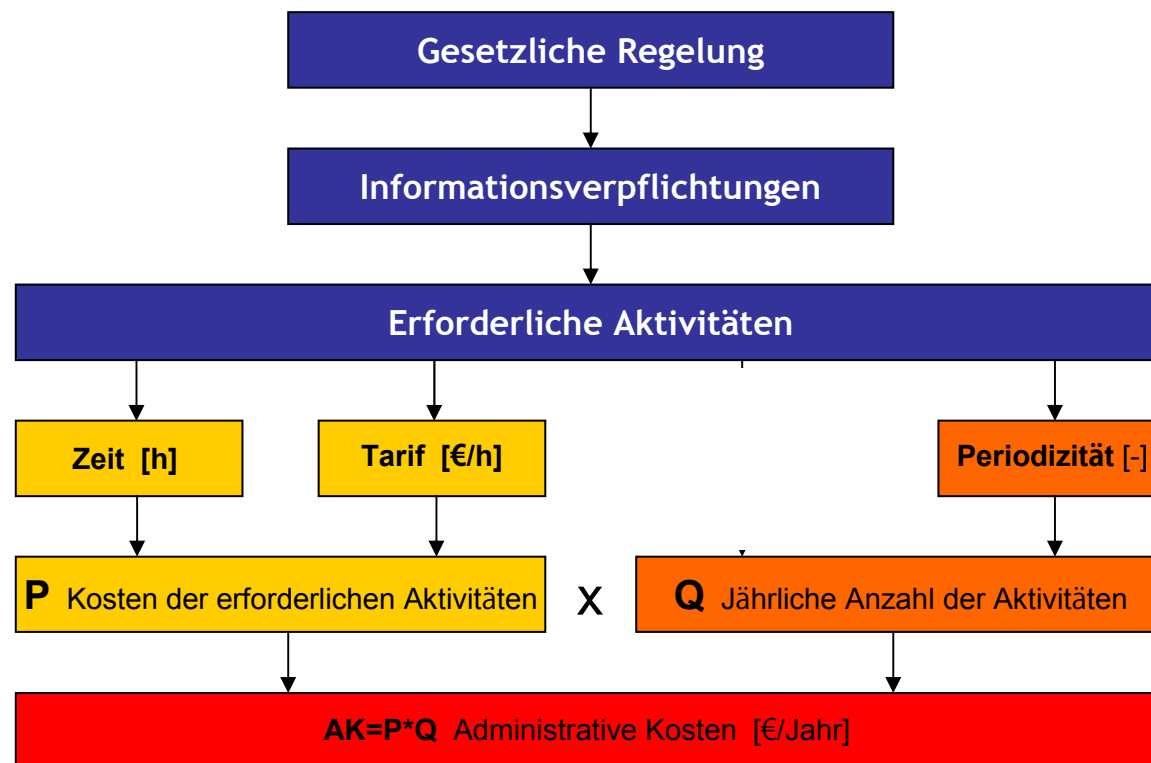 Gesetzliche Regelung
Informationsverpflichtungen
Erforderliche Aktivitäten
Zeit [h]
Tarif [€/h]
Periodizität [-]
P Kosten der erforderlichen Aktivitäten
x
Q Jährliche Anzahl der Aktivitäten
AK=P*Q Administrative Kosten [€/Jahr]